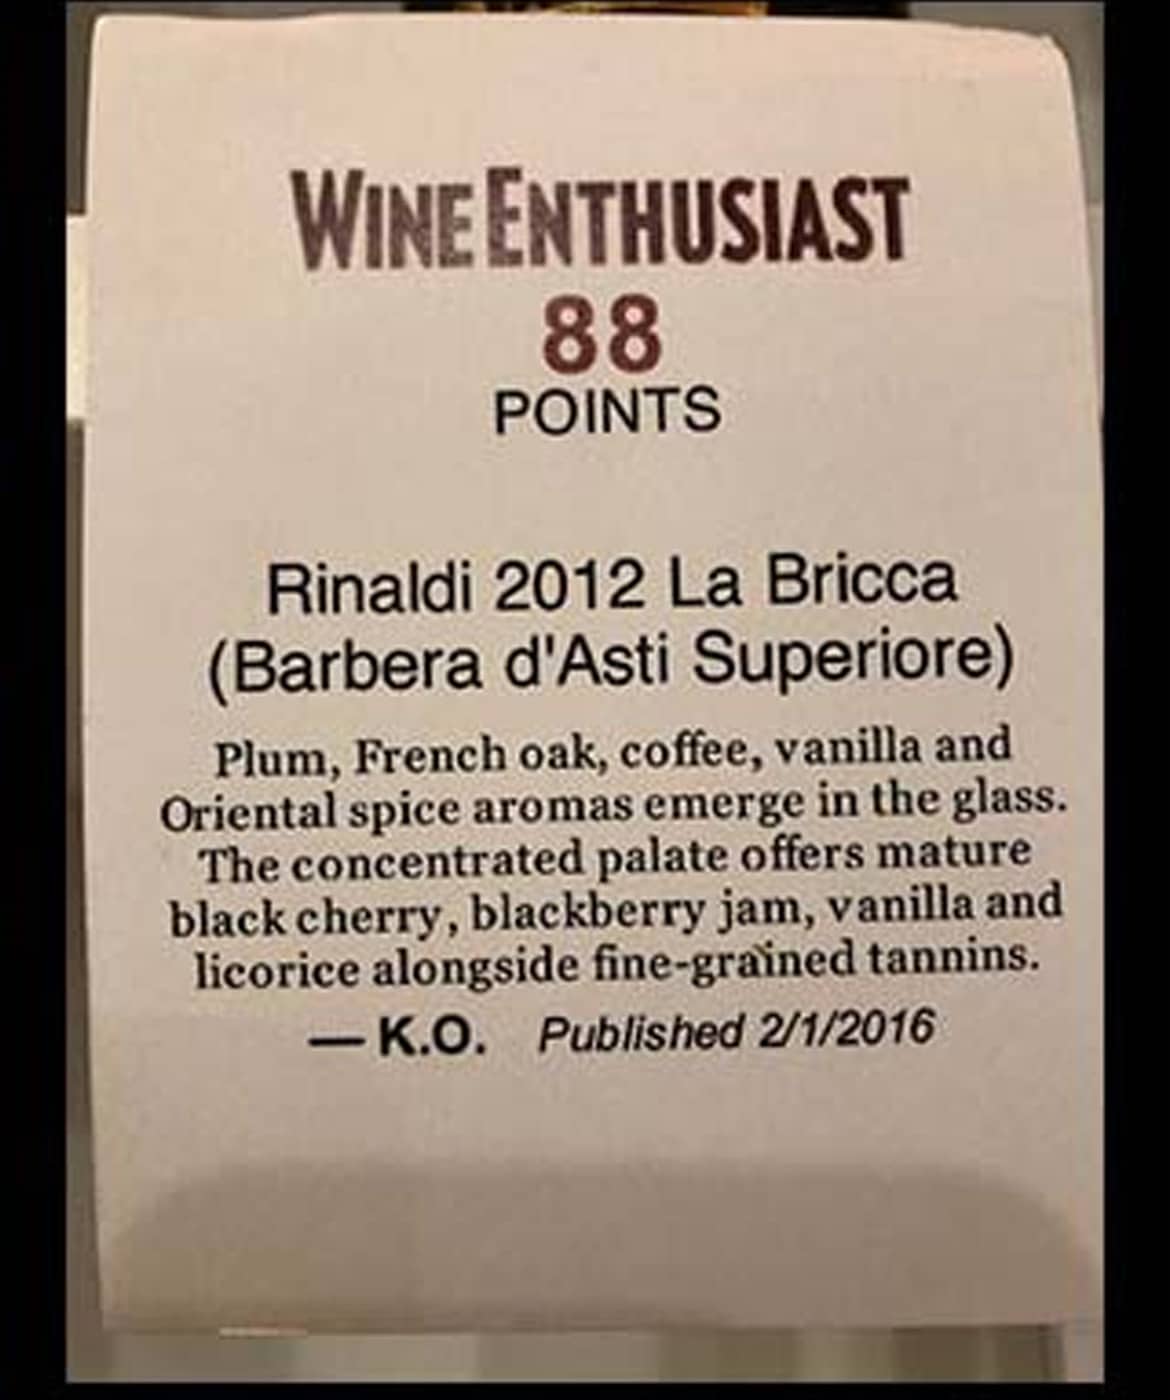 WINE ENTHUSIAST
88
POINTS
Rinaldi 2012 La Bricca
(Barbera d'Asti Superiore)
Plum, French oak, coffee, vanilla and
Oriental spice aromas emerge in the glass.
The concentrated palate offers mature
black cherry, blackberry jam, vanilla and
licorice alongside fine-grained tannins.
— K.O. Published 2/1/2016